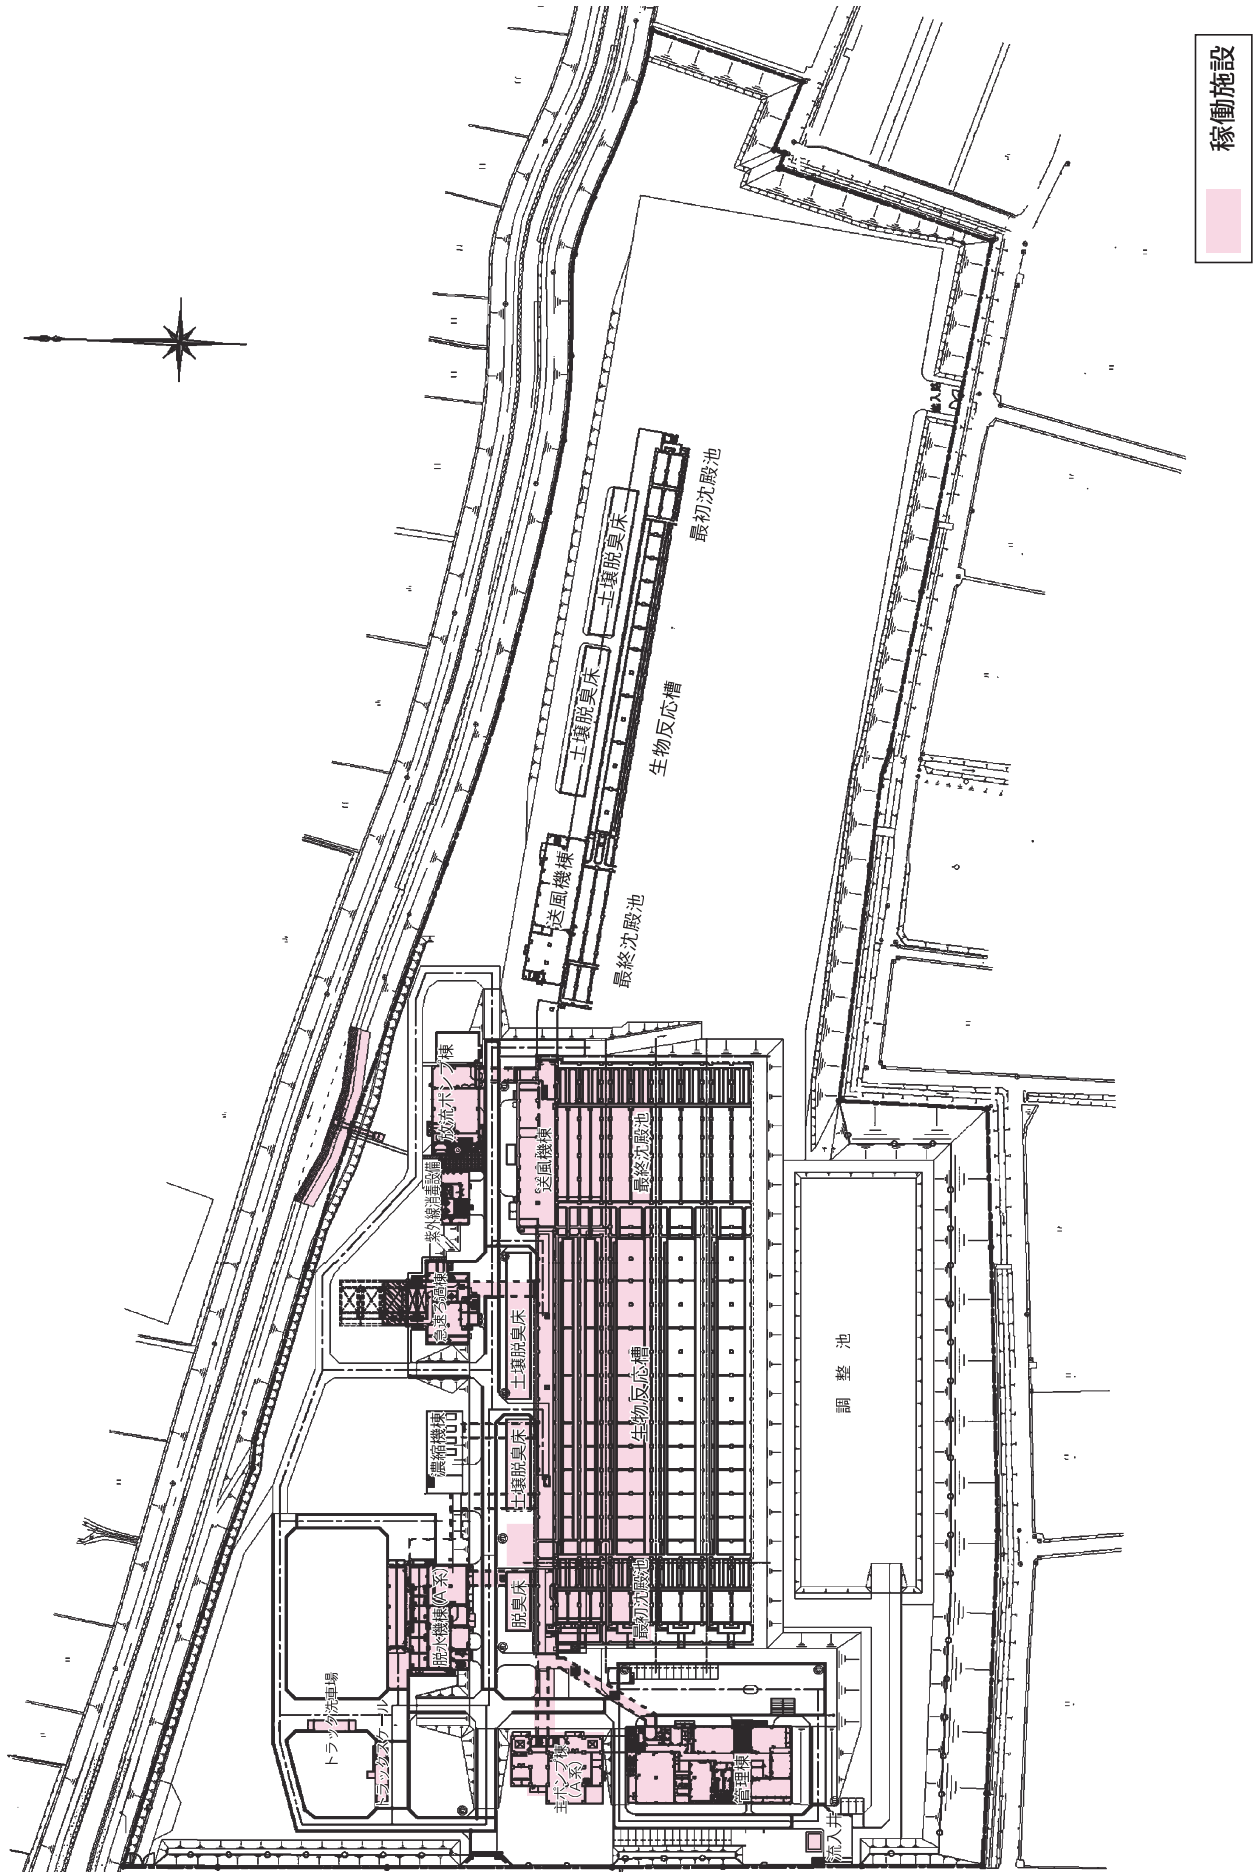 稼働施設
搬入路
最初沈殿池
土壌脱臭床
土壌脱臭床
生物反応槽
送風機棟
最終沈殿池
放流ポンプ棟
紫外線消毒設備
急速ろ過棟
濃縮機棟
脱水機棟(A系)
トラック洗車場
トラックスケール
送風機棟
土壌脱臭床
土壌脱臭床
脱臭床
最終沈殿池
生物反応槽
最初沈殿池
主ポンプ棟
(A系)
管理棟
流入井
調整池